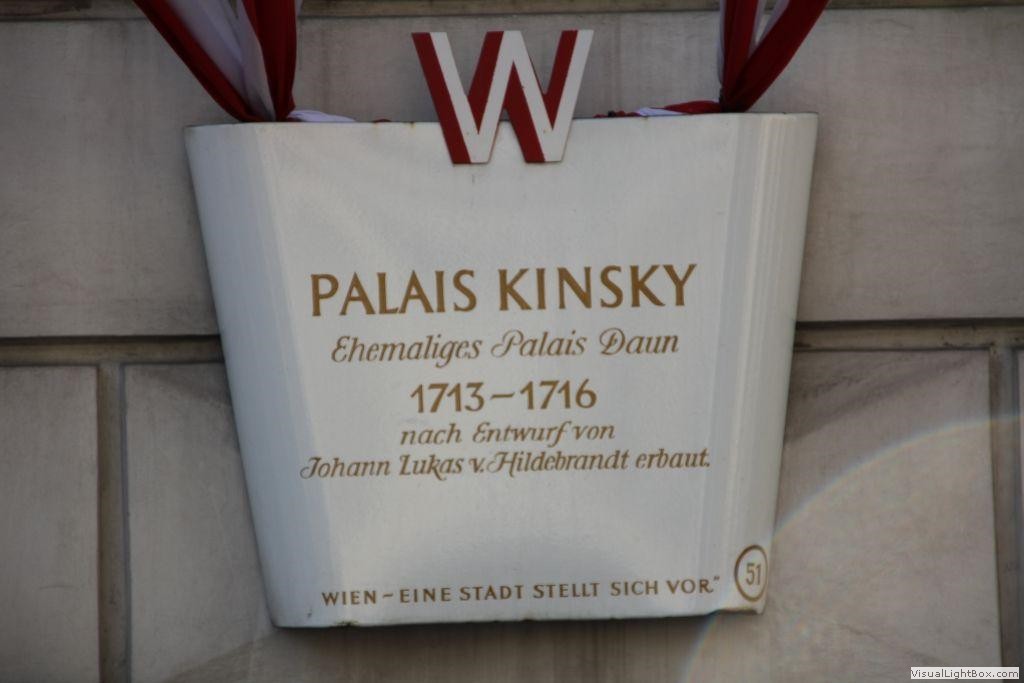 W
PALAIS KINSKY
Ehemaliges Palais Daun
1713-1716
nach Entwurf von
Johann Lukas v. Hildebrandt erbaut.
WIEN - EINE STADT STELLT SICH VOR."
51
VisualLightBox.com